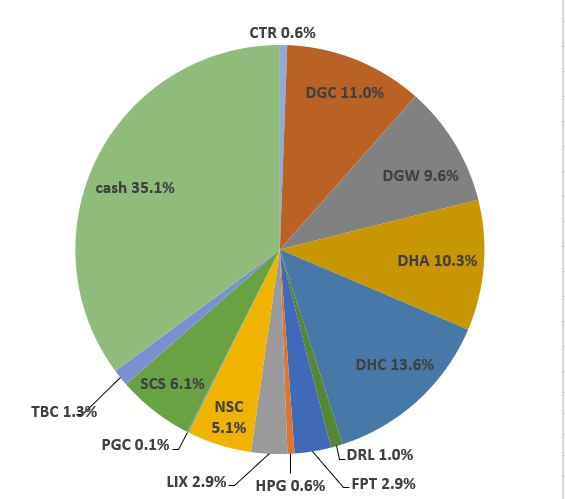 CTR 0.6%
DGC 11.0%
DGW 9.6%
DHA 10.3%
DHC 13.6%
DRL 1.0%
FPT 2.9%
HPG 0.6%
LIX 2.9%
NSC
5.1%
PGC 0.1%
SCS 6.1%
TBC 1.3%
cash 35.1%